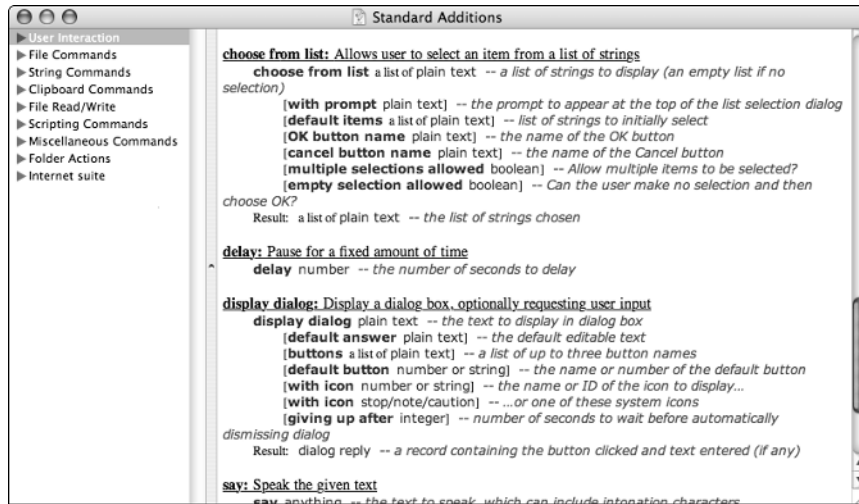 Standard Additions
User Interaction
File Commands
String Commands
Clipboard Commands
File Read/Write
Scripting Commands
Miscellaneous Commands
Folder Actions
Internet suite
choose from list: Allows user to select an item from a list of strings
choose from list a list of plain text -- a list of strings to display (an empty list if no
selection)
[with prompt plain text] -- the prompt to appear at the top of the list selection dialog
[default items a list of plain text] -- list of strings to initially select
[OK button name plain text] -- the name of the OK button
[cancel button name plain text] -- the name of the Cancel button
[multiple selections allowed boolean] -- Allow multiple items to be selected?
[empty selection allowed boolean] -- Can the user make no selection and then
choose OK?
Result: a list of plain text -- the list of strings chosen
delay: Pause for a fixed amount of time
delay number -- the number of seconds to delay
display dialog: Display a dialog box, optionally requesting user input
display dialog plain text -- the text to display in dialog box
[default answer plain text] -- the default editable text
[buttons a list of plain text] -- a list of up to three button names
[default button number or string] -- the name or number of the default button
[with icon number or string] -- the name or ID of the icon to display...
[with icon stop/note/caution] -- ...or one of these system icons
[giving up after integer] -- number of seconds to wait before automatically
dismissing dialog
Result: dialog reply -- a record containing the button clicked and text entered (if any)
say: Speak the given text
say anything -- the text to speak, which can include intonation characters